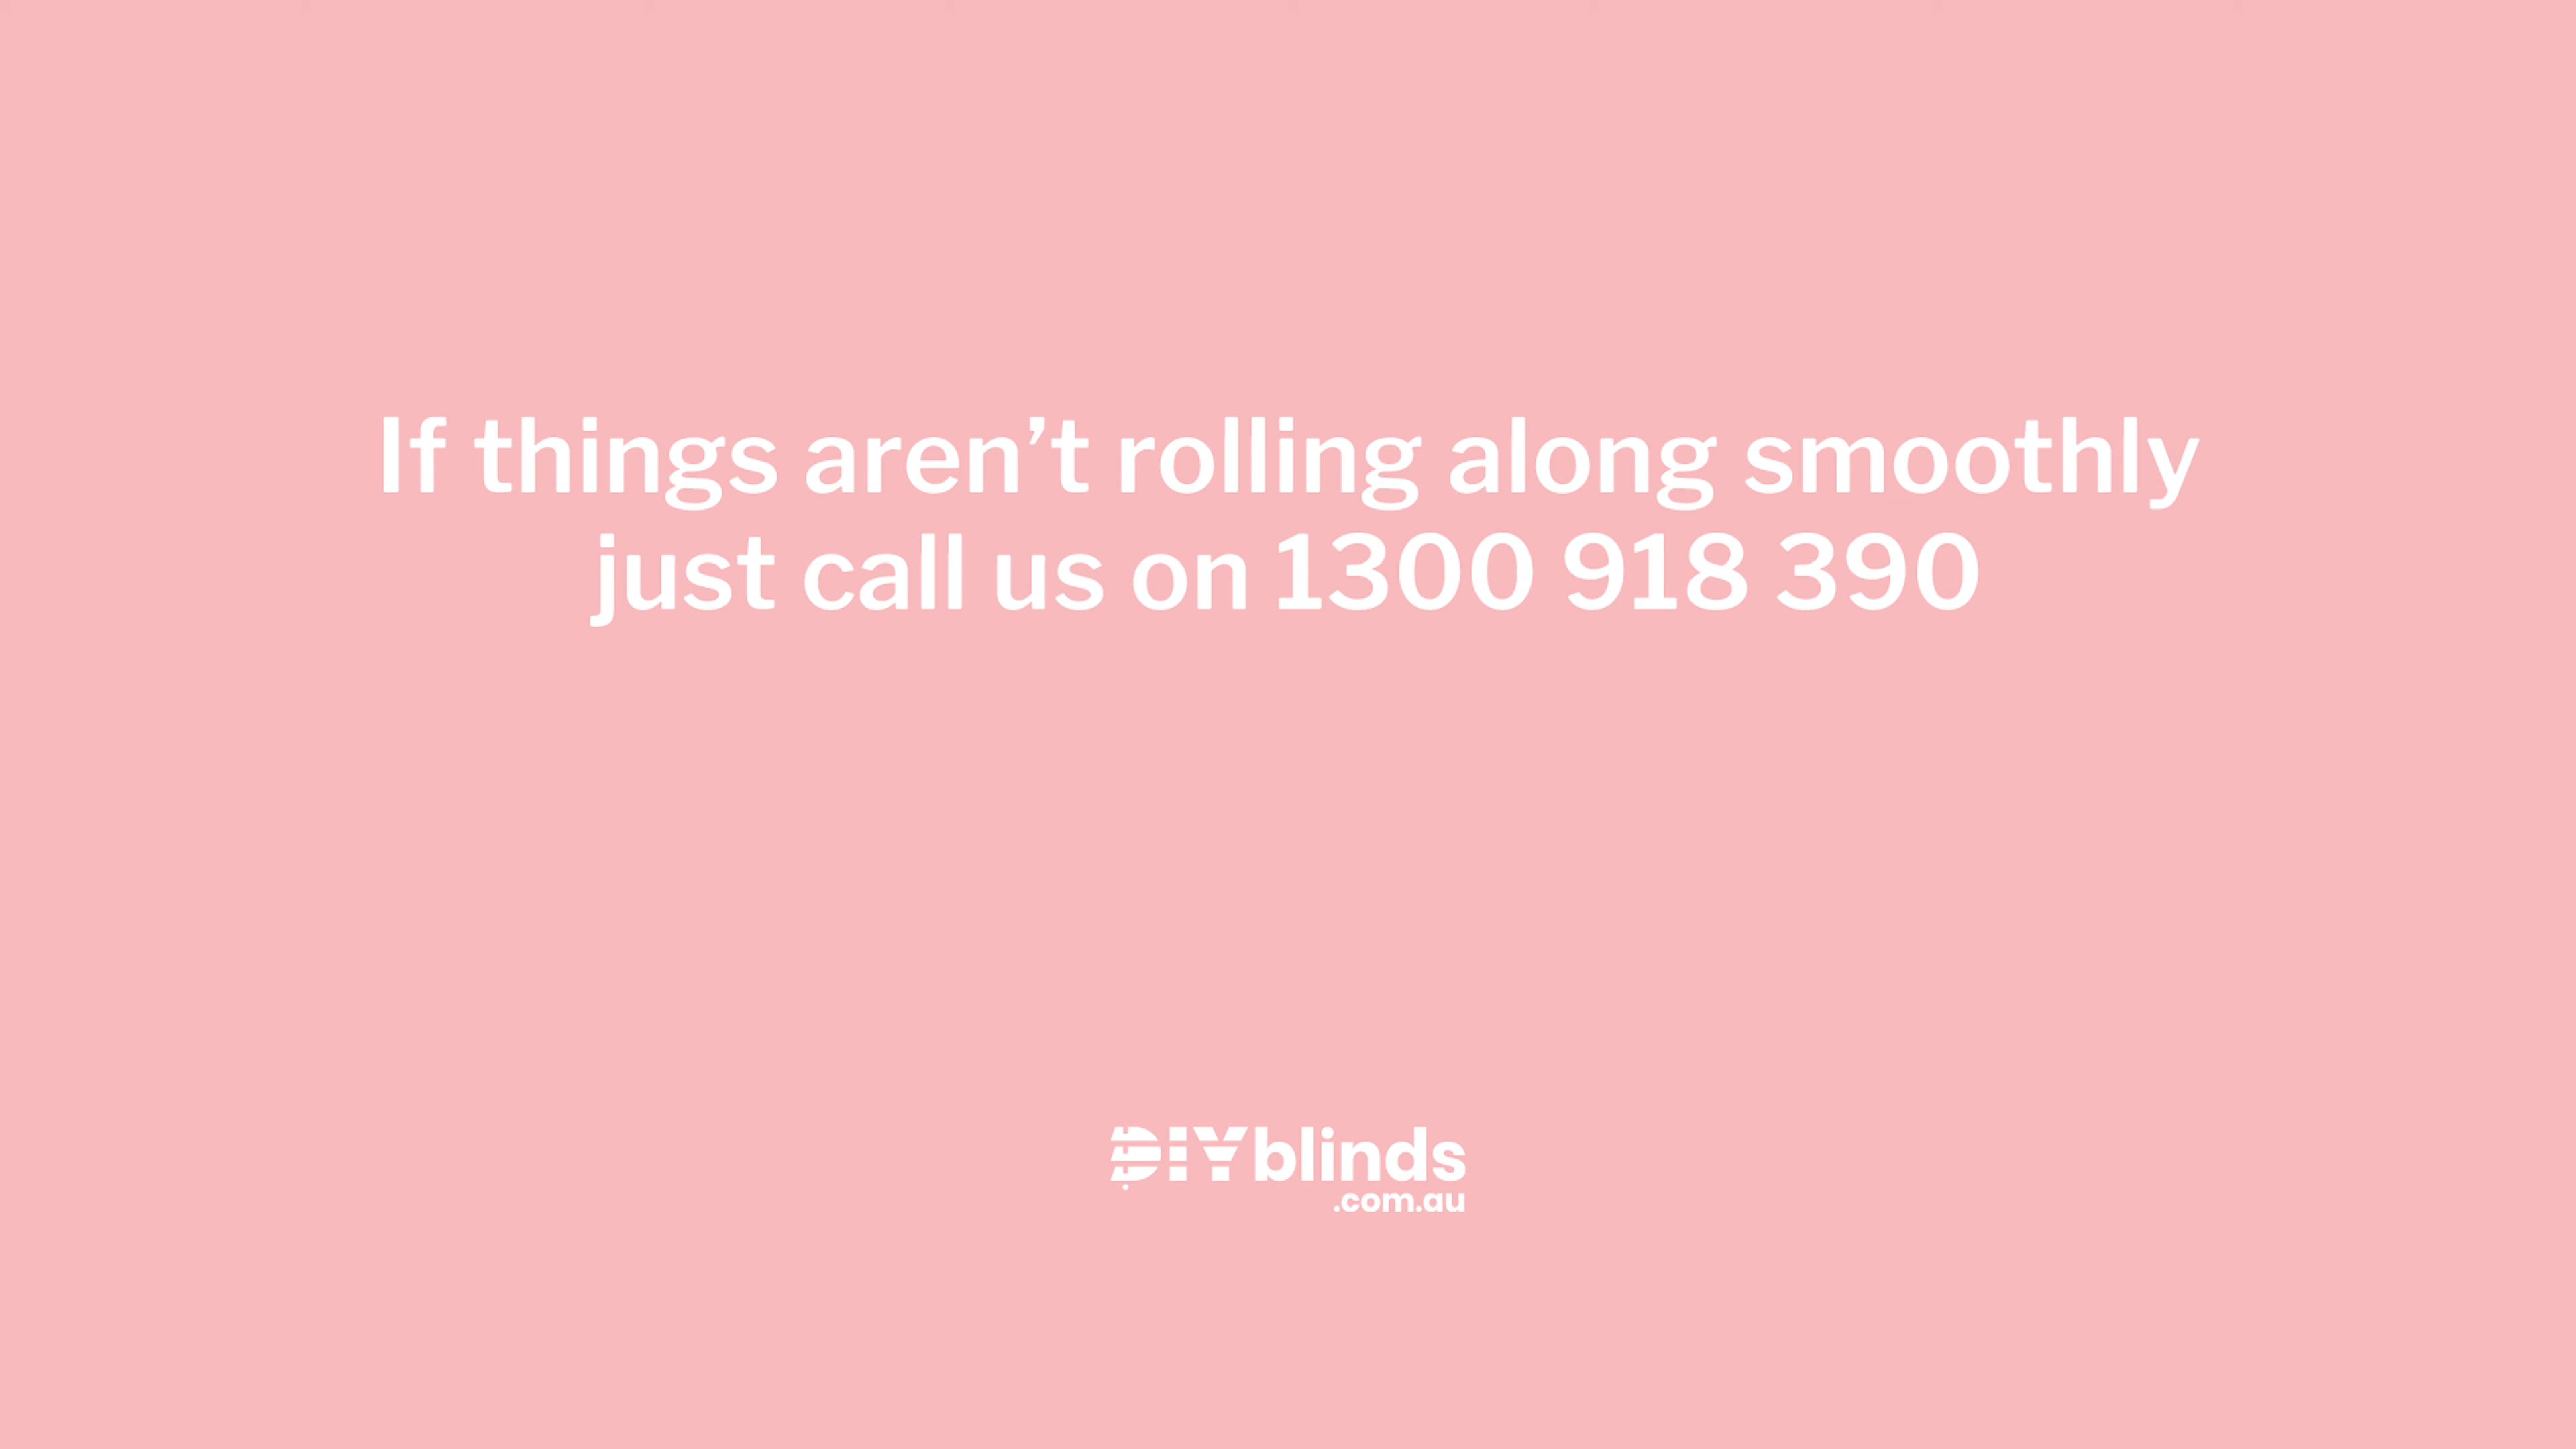 If things aren’t rolling along smoothly
just call us on 1300 918 390
DIYblinds
.com.au